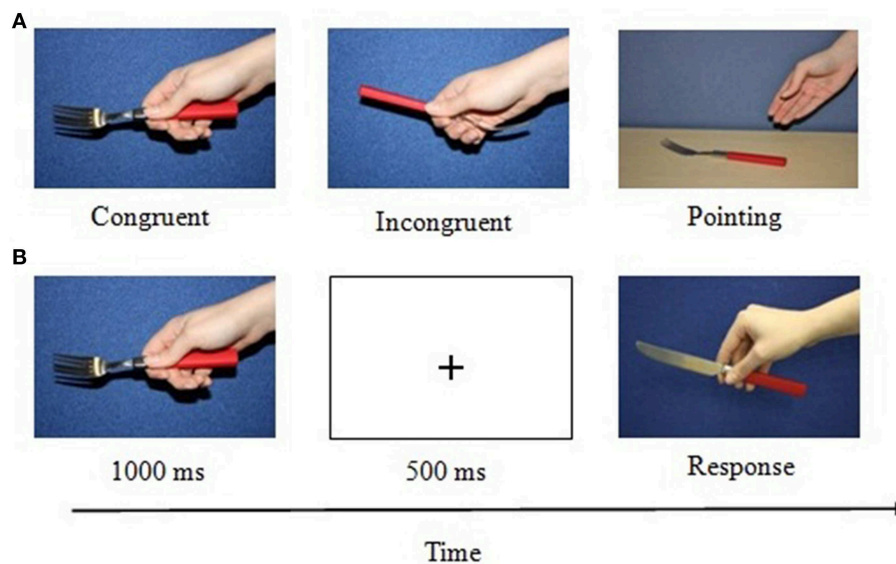 A
Congruent
Incongruent
Pointing
B
1000 ms
500 ms
Response
Time